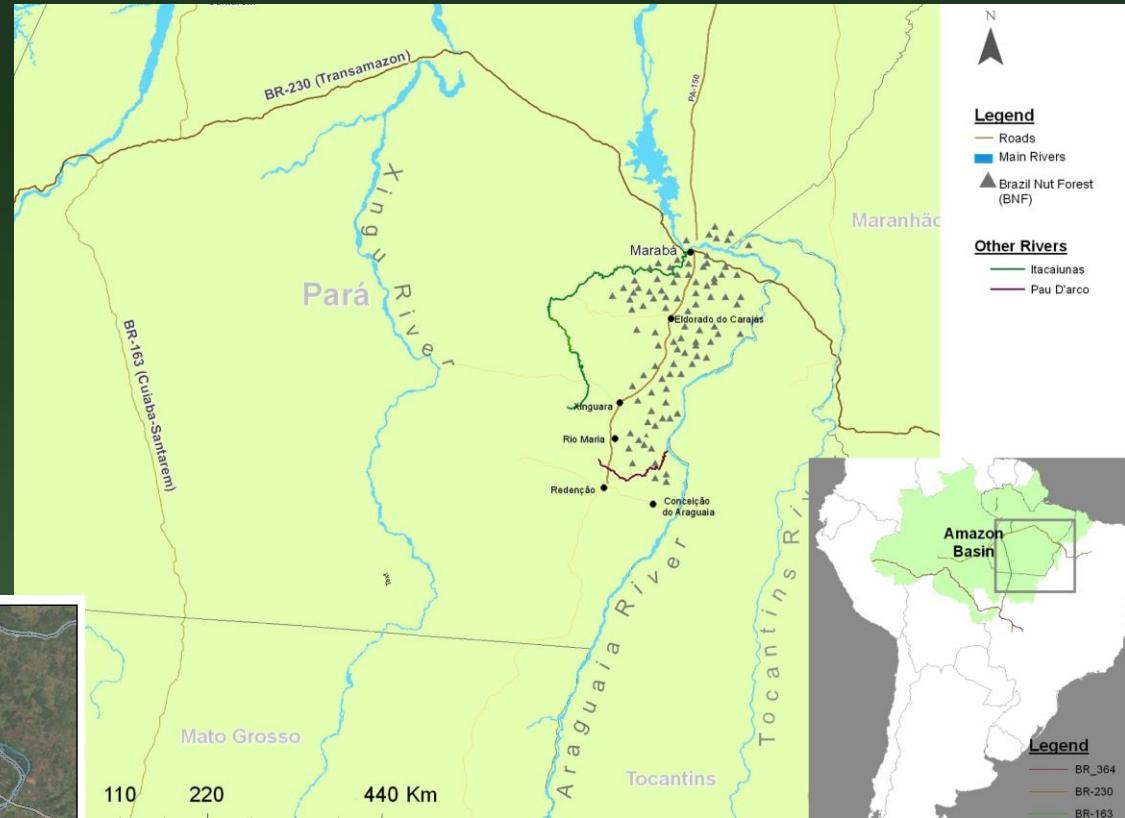 BR-230 (Transamazon)
PA-150
N
Legend
Roads
Main Rivers
Brazil Nut Forest
(BNF)
Other Rivers
Itacaiunas
Pau D'arco
Maranhão
Marabá
Xingu River
Pará
Eldorado do Carajás
BR-163 (Cuiaba-Santarem)
Xinguara
Rio Maria
Redenção
Conceição
do Araguaia
Amazon
Basin
Araguaia River
Tocantins
Mato Grosso
Tocantins
110 220 440 Km
Legend
BR_364
BR-230
BR-163